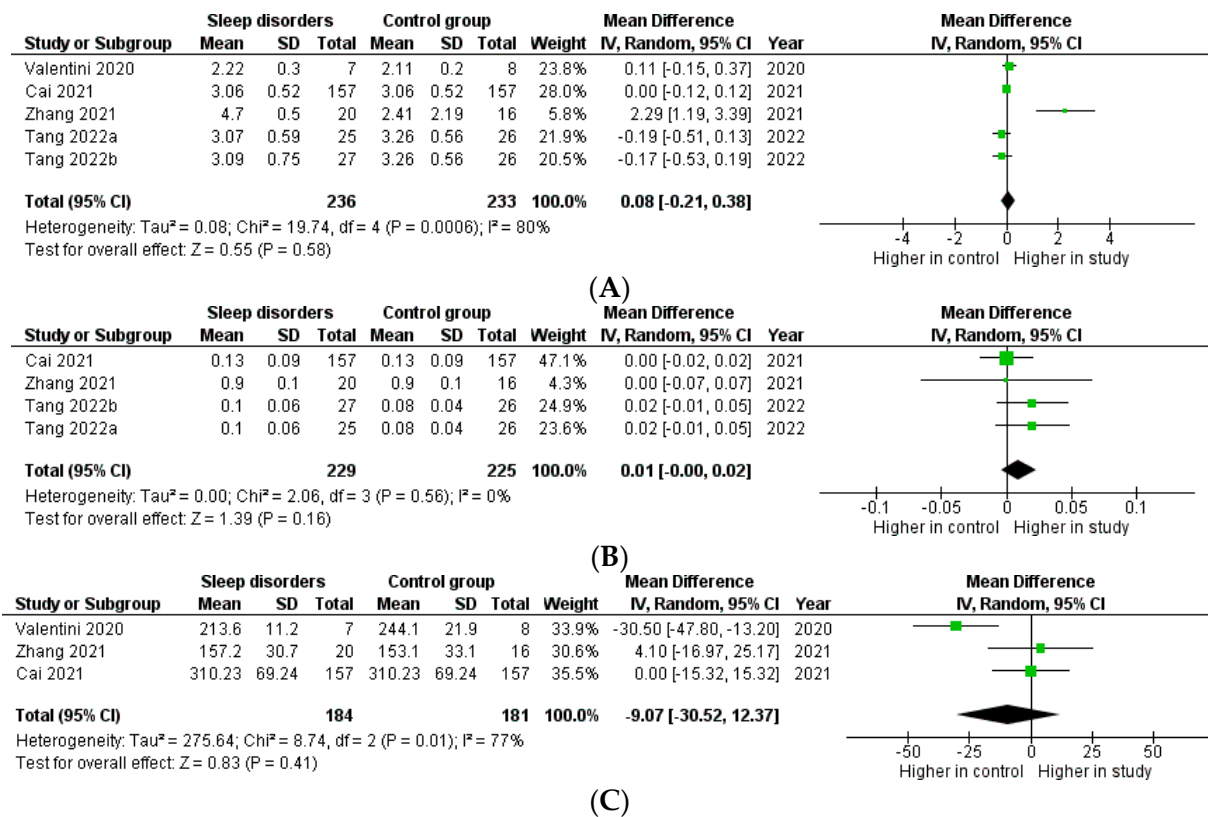 Sleep disorders Control group Mean Difference Mean Difference
Study or Subgroup Mean SD Total Mean SD Total Weight IV, Random, 95% CI Year IV, Random, 95% CI
Valentini 2020 2.22 0.3 7 2.11 0.2 8 23.8% 0.11 [-0.15, 0.37] 2020
Cai 2021 3.06 0.52 157 3.06 0.52 157 28.0% 0.00 [-0.12, 0.12] 2021
Zhang 2021 4.7 0.5 20 2.41 2.19 16 5.8% 2.29 [1.19, 3.39] 2021
Tang 2022a 3.07 0.59 25 3.26 0.56 26 21.9% -0.19 [-0.51, 0.13] 2022
Tang 2022b 3.09 0.75 27 3.26 0.56 26 20.5% -0.17 [-0.53, 0.19] 2022
Total (95% CI) 236 233 100.0% 0.08 [-0.21, 0.38]
Heterogeneity: Tau² = 0.08; Chi² = 19.74, df = 4 (P = 0.0006); I² = 80%
Test for overall effect: Z = 0.55 (P = 0.58)
-4 -2 0 2 4
Higher in control Higher in study
(A)
Sleep disorders Control group Mean Difference Mean Difference
Study or Subgroup Mean SD Total Mean SD Total Weight IV, Random, 95% CI Year IV, Random, 95% CI
Cai 2021 0.13 0.09 157 0.13 0.09 157 47.1% 0.00 [-0.02, 0.02] 2021
Zhang 2021 0.9 0.1 20 0.9 0.1 16 4.3% 0.00 [-0.07, 0.07] 2021
Tang 2022b 0.1 0.06 27 0.08 0.04 26 24.9% 0.02 [-0.01, 0.05] 2022
Tang 2022a 0.1 0.06 25 0.08 0.04 26 23.6% 0.02 [-0.01, 0.05] 2022
Total (95% CI) 229 225 100.0% 0.01 [-0.00, 0.02]
Heterogeneity: Tau² = 0.00; Chi² = 2.06, df = 3 (P = 0.56); I² = 0%
Test for overall effect: Z = 1.39 (P = 0.16)
-0.1 -0.05 0 0.05 0.1
Higher in control Higher in study
(B)
Sleep disorders Control group Mean Difference Mean Difference
Study or Subgroup Mean SD Total Mean SD Total Weight IV, Random, 95% CI Year IV, Random, 95% CI
Valentini 2020 213.6 11.2 7 244.1 21.9 8 33.9% -30.50 [-47.80, -13.20] 2020
Zhang 2021 157.2 30.7 20 153.1 33.1 16 30.6% 4.10 [-16.97, 25.17] 2021
Cai 2021 310.23 69.24 157 310.23 69.24 157 35.5% 0.00 [-15.32, 15.32] 2021
Total (95% CI) 184 181 100.0% -9.07 [-30.52, 12.37]
Heterogeneity: Tau² = 275.64; Chi² = 8.74, df = 2 (P = 0.01); I² = 77%
Test for overall effect: Z = 0.83 (P = 0.41)
-50 -25 0 25 50
Higher in control Higher in study
(C)